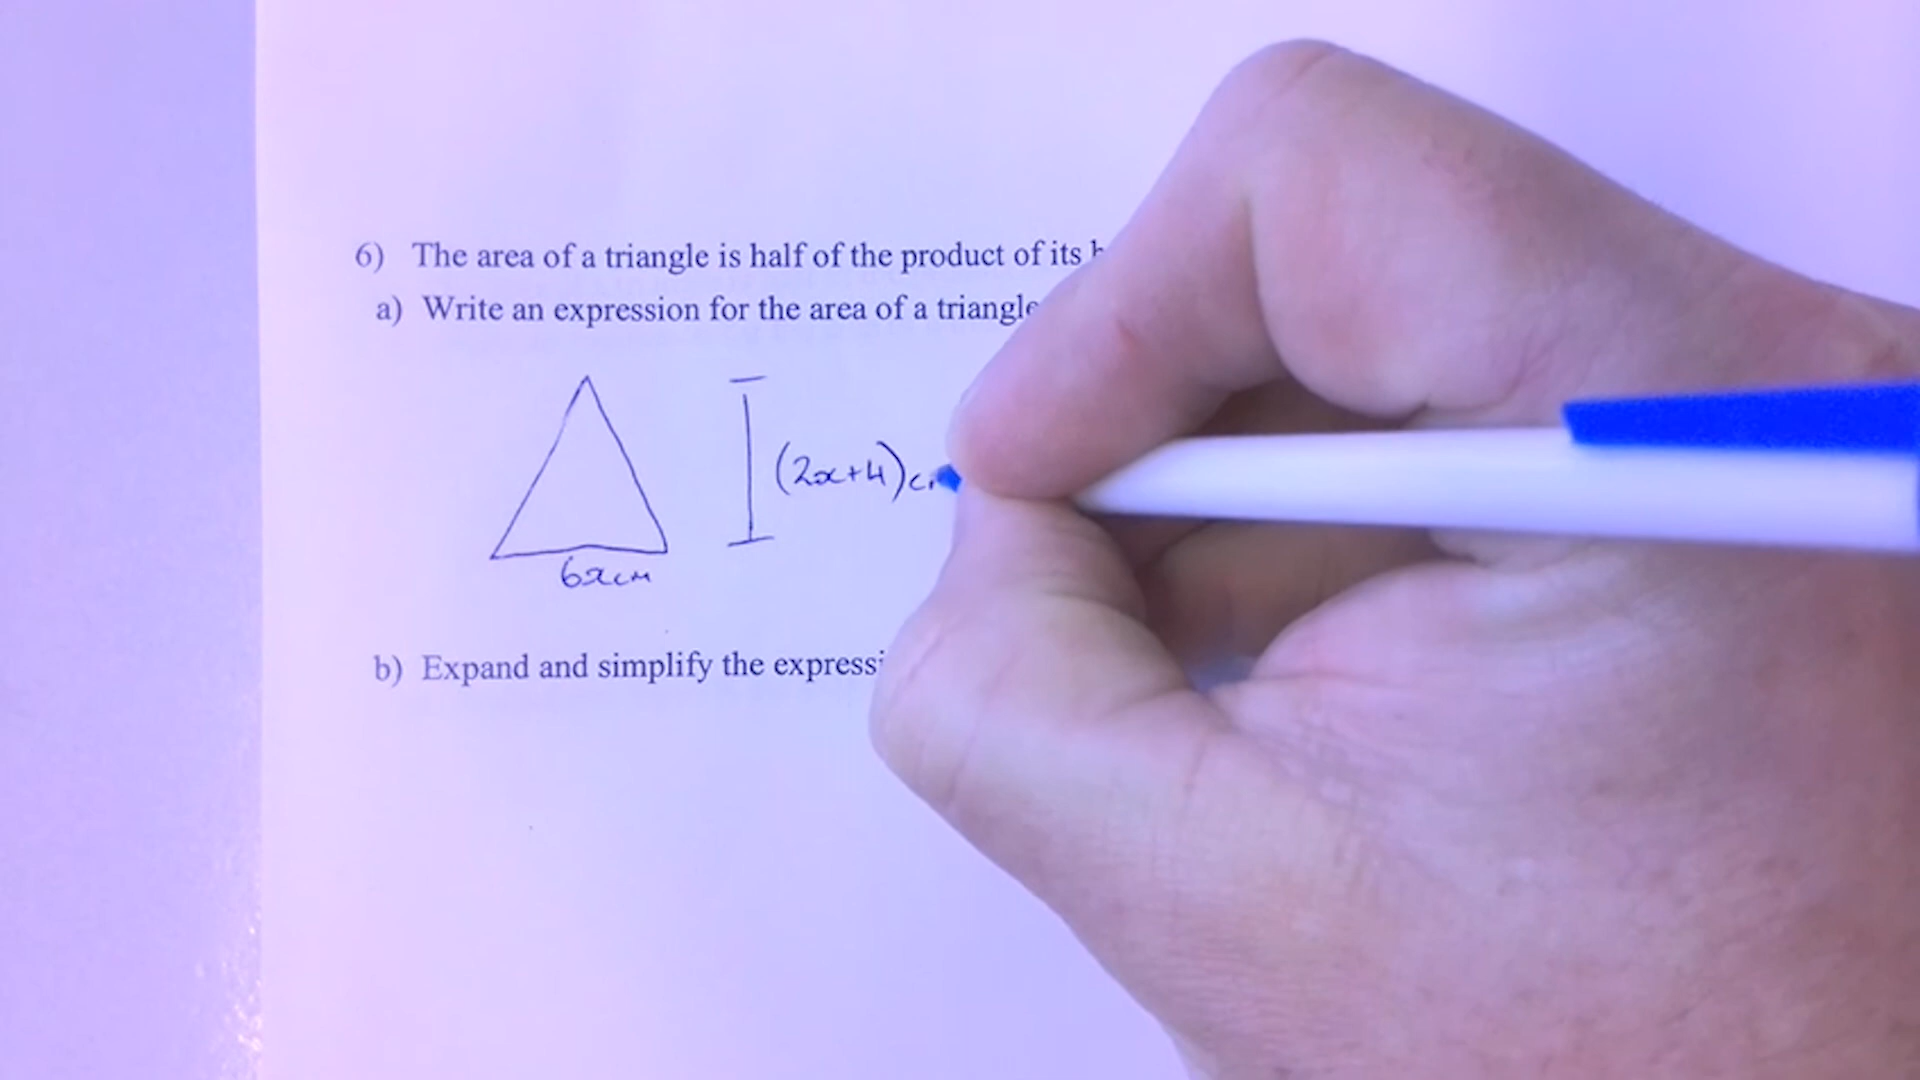 6) The area of a triangle is half of the product of its
a) Write an expression for the area of a triangle
(2x+4)
6xcm
b) Expand and simplify the